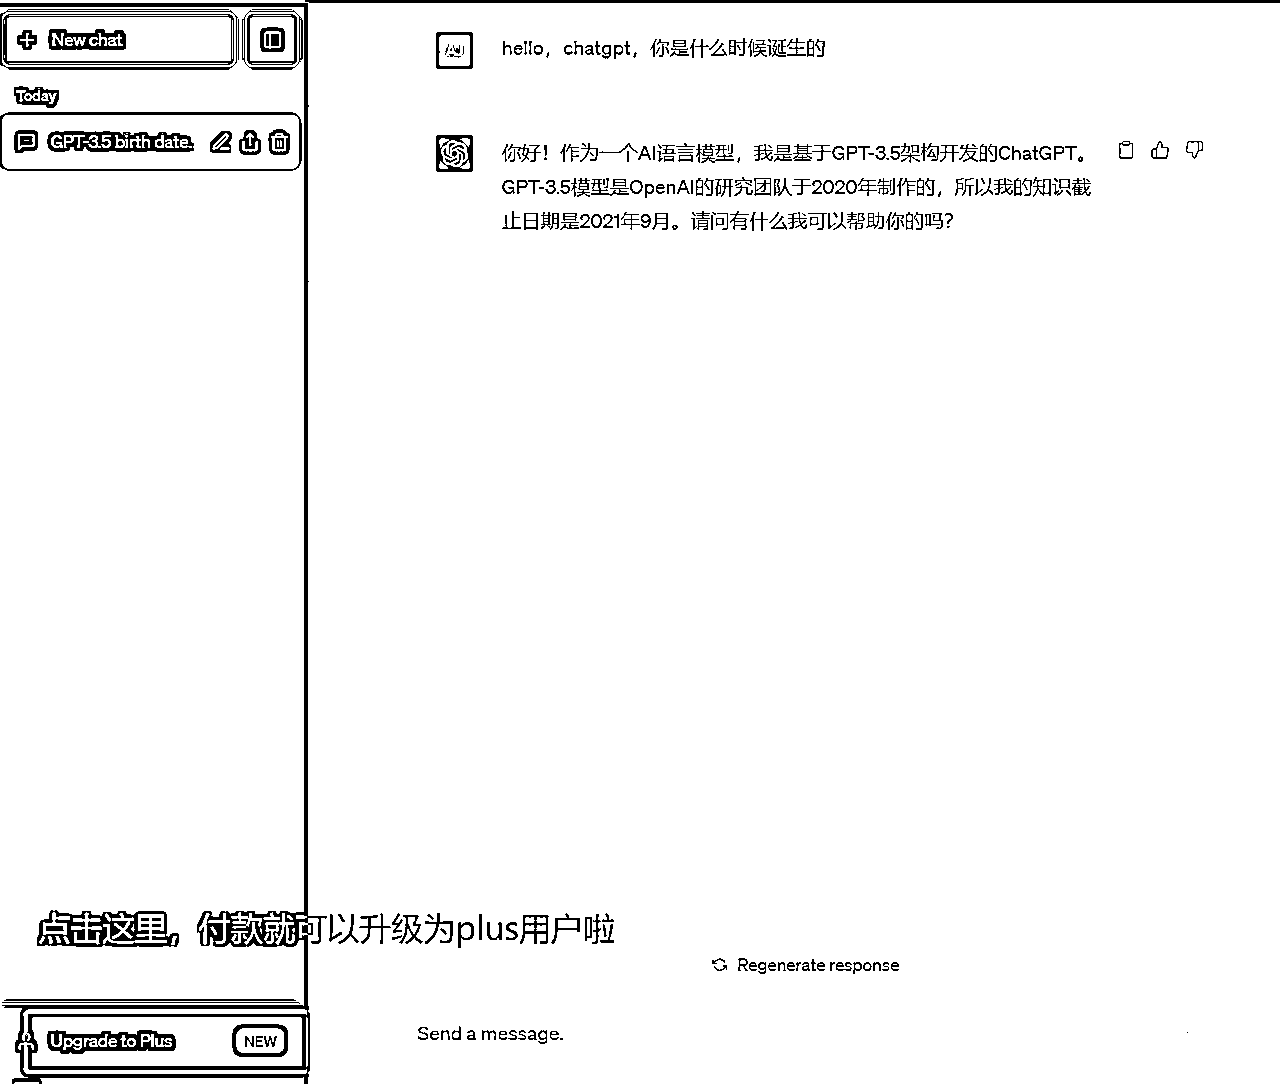 New chat
Today
GPT-3.5 birth date.
hello，chatgpt，你是什么时候诞生的
你好！作为一个AI语言模型，我是基于GPT-3.5架构开发的ChatGPT。
GPT-3.5模型是OpenAI的研究团队于2020年制作的，所以我的知识截
止日期是2021年9月。请问有什么我可以帮助你的吗？
点击这里，付款就可以升级为plus用户啦
Regenerate response
Upgrade to Plus NEW
Send a message.